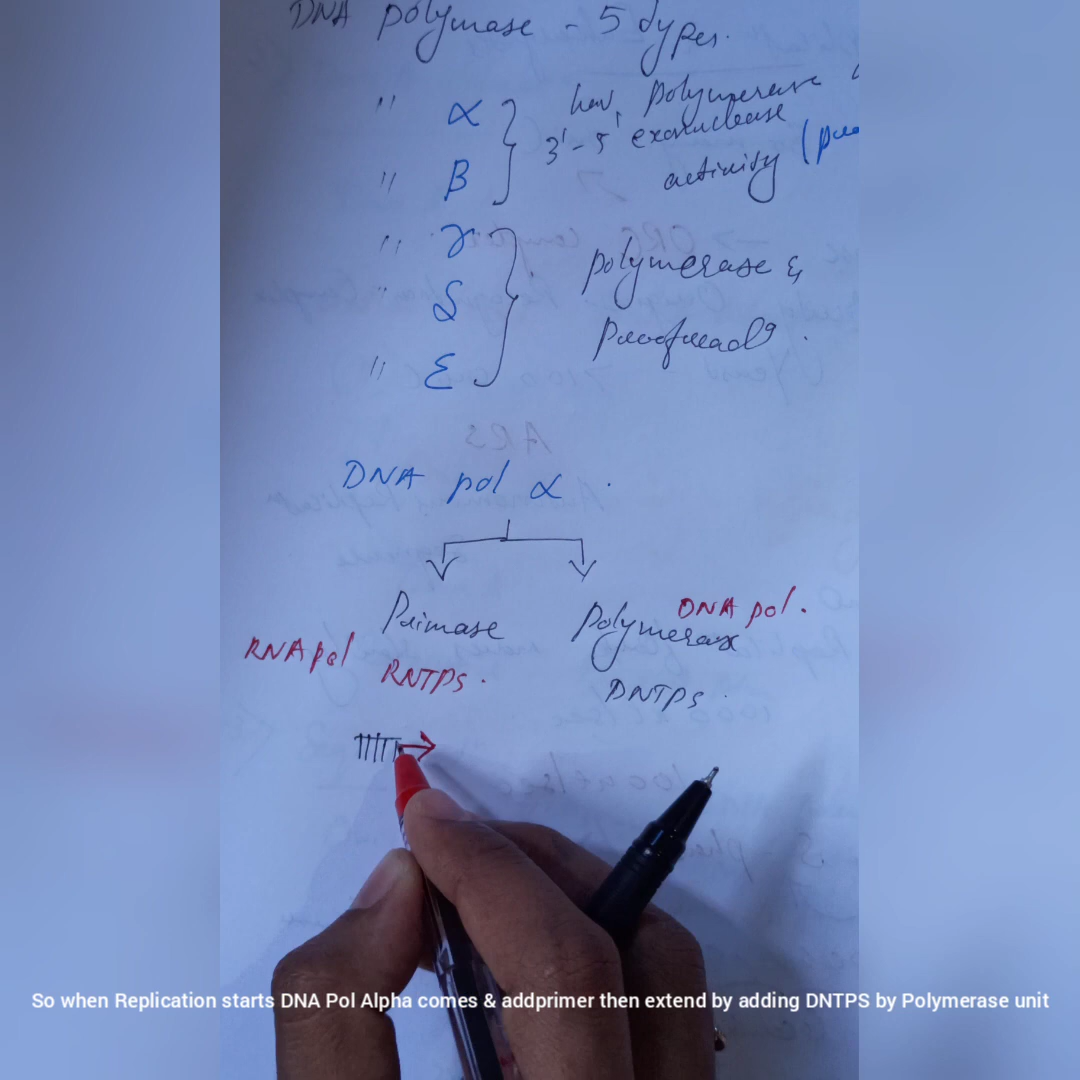 DNA polymase - 5 types.
" α } hav polymerase
3'-5' exonuclease
" β activity (
" γ } polymerase &
" δ
" ε proofreadg.
DNA pol α.
Primase Polymerase DNA pol.
RNA pol RNTPS. DNTPS.
So when Replication starts DNA Pol Alpha comes & addprimer then extend by adding DNTPS by Polymerase unit